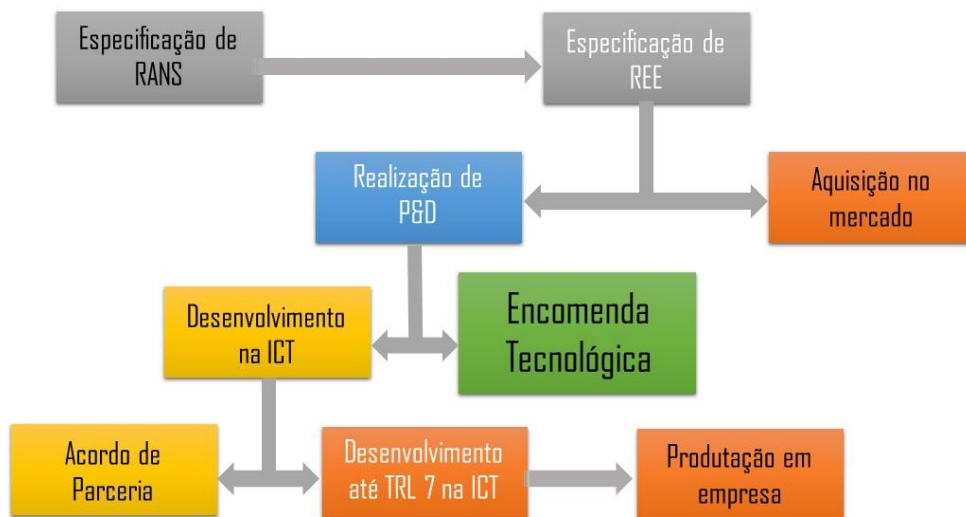 Especificação de
RANS
Especificação de
REE
Realização de
P&D
Aquisição no
mercado
Desenvolvimento
na ICT
Encomenda
Tecnológica
Acordo de
Parceria
Desenvolvimento
até TRL 7 na ICT
Produtação em
empresa